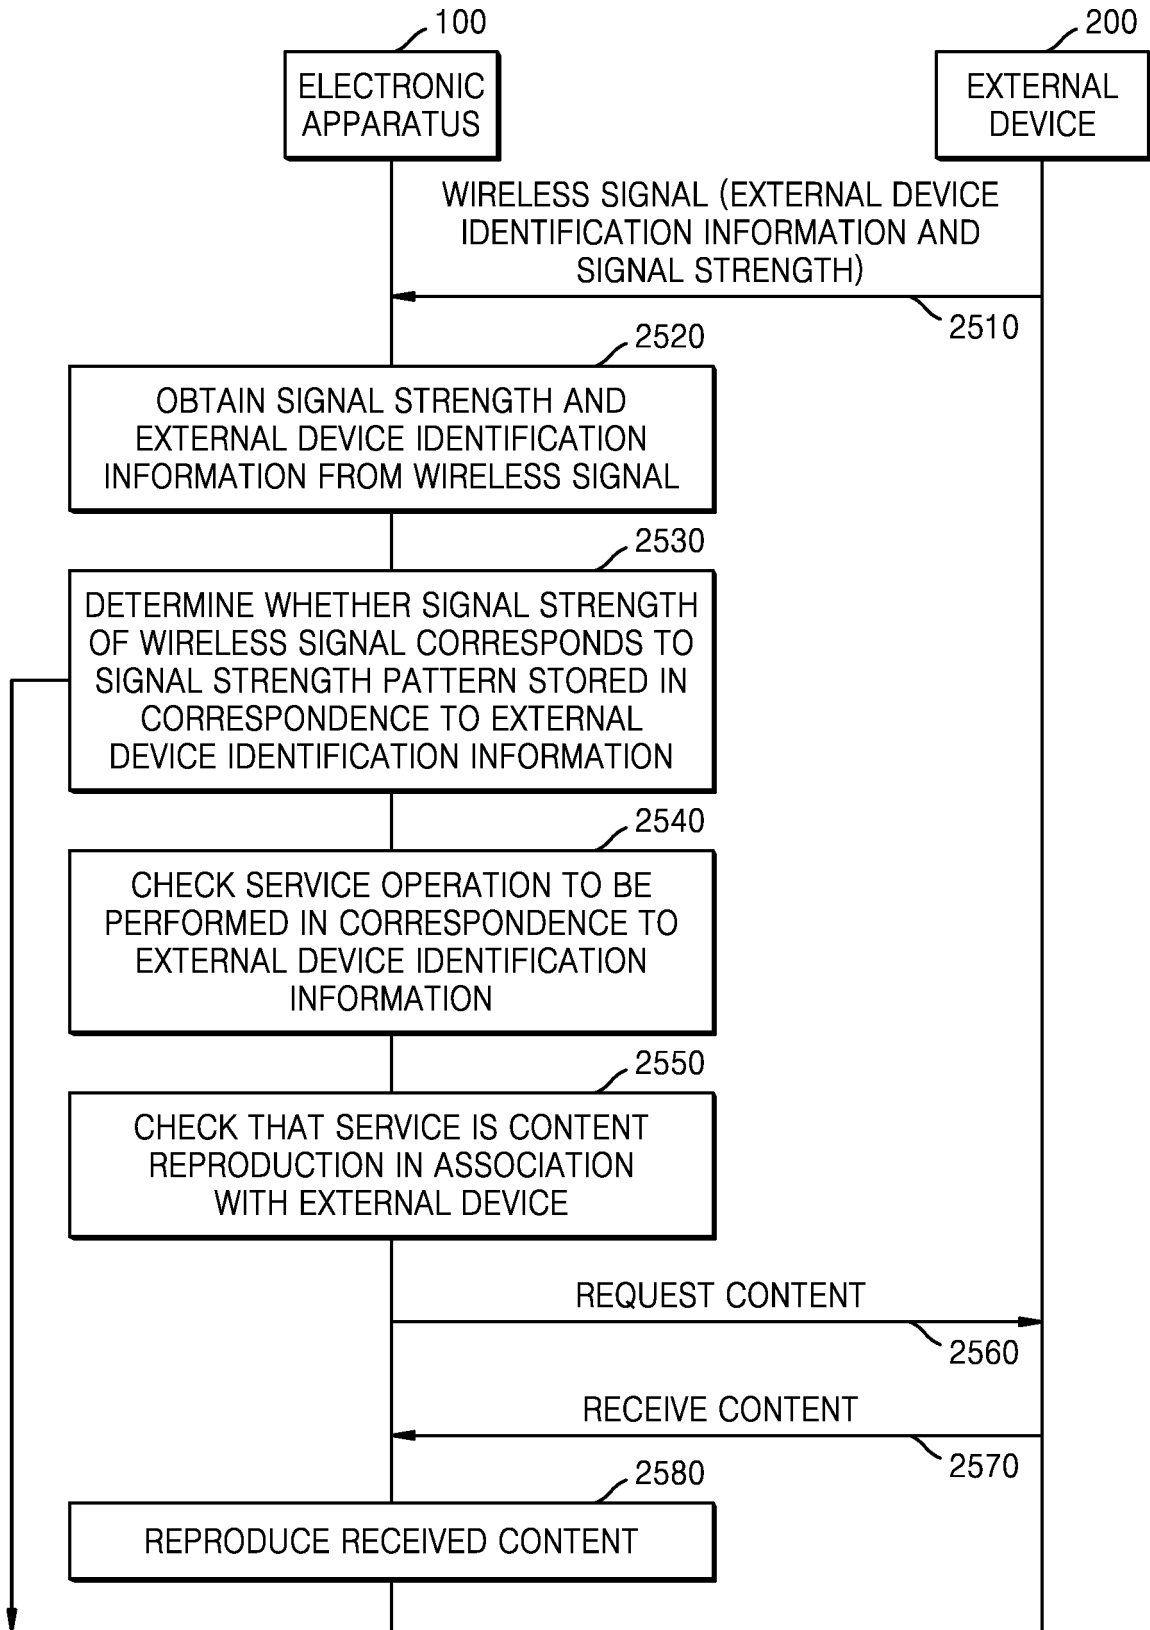 100
200
ELECTRONIC
APPARATUS
EXTERNAL
DEVICE
WIRELESS SIGNAL (EXTERNAL DEVICE
IDENTIFICATION INFORMATION AND
SIGNAL STRENGTH)
2510
2520
OBTAIN SIGNAL STRENGTH AND
EXTERNAL DEVICE IDENTIFICATION
INFORMATION FROM WIRELESS SIGNAL
2530
DETERMINE WHETHER SIGNAL STRENGTH
OF WIRELESS SIGNAL CORRESPONDS TO
SIGNAL STRENGTH PATTERN STORED IN
CORRESPONDENCE TO EXTERNAL
DEVICE IDENTIFICATION INFORMATION
2540
CHECK SERVICE OPERATION TO BE
PERFORMED IN CORRESPONDENCE TO
EXTERNAL DEVICE IDENTIFICATION
INFORMATION
2550
CHECK THAT SERVICE IS CONTENT
REPRODUCTION IN ASSOCIATION
WITH EXTERNAL DEVICE
REQUEST CONTENT
2560
RECEIVE CONTENT
2570
2580
REPRODUCE RECEIVED CONTENT